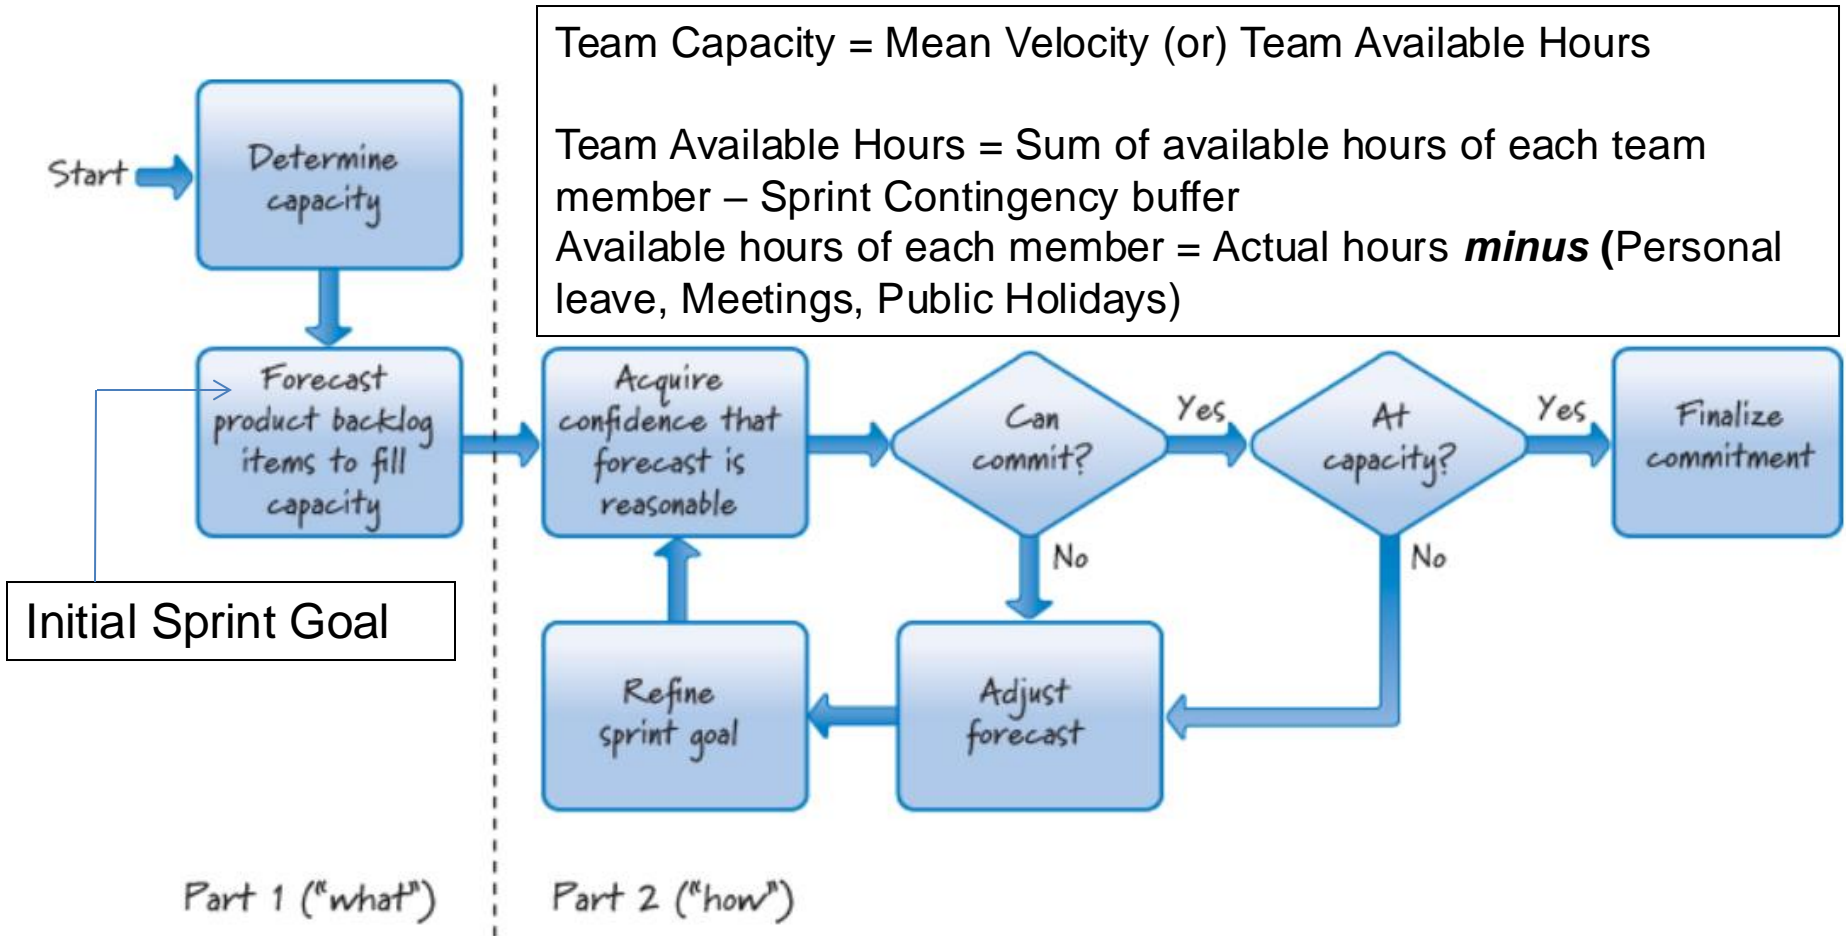 Team Capacity = Mean Velocity (or) Team Available Hours
Team Available Hours = Sum of available hours of each team
member – Sprint Contingency buffer
Available hours of each member = Actual hours minus (Personal
leave, Meetings, Public Holidays)
Start
Determine
capacity
Forecast
product backlog
items to fill
capacity
Initial Sprint Goal
Acquire
confidence that
forecast is
reasonable
Can
commit?
Yes
No
At
capacity?
Yes
No
Finalize
commitment
Adjust
forecast
Refine
sprint goal
Part 1 ("what")
Part 2 ("how")